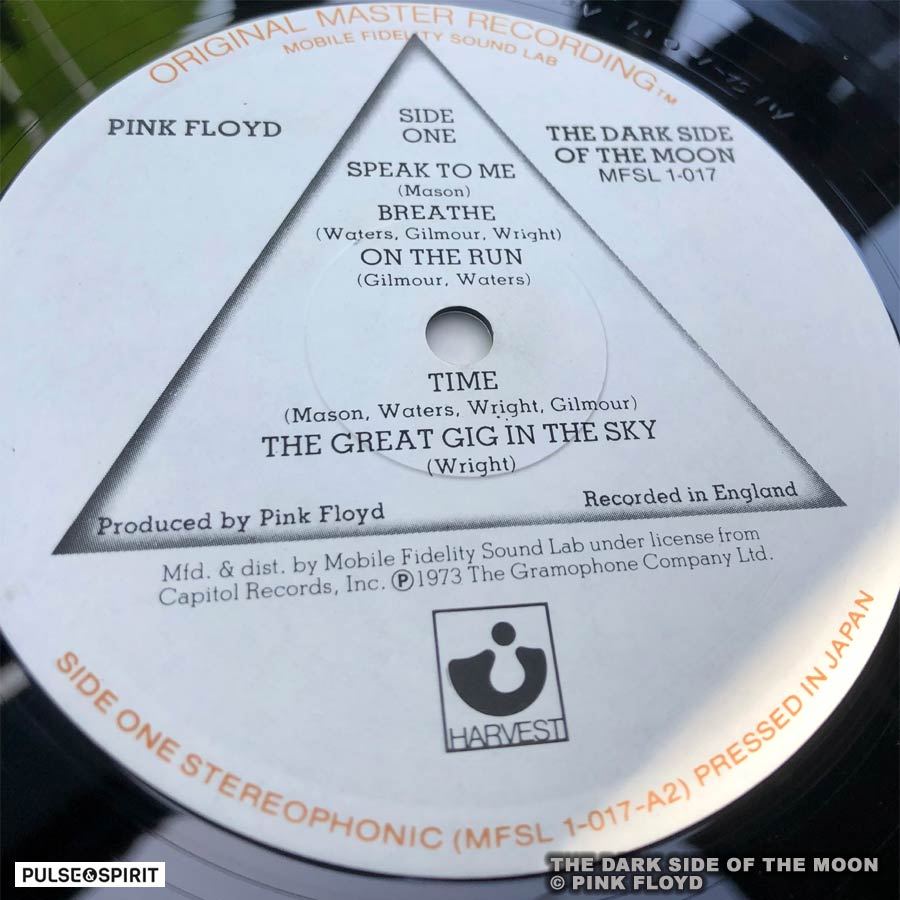 ORIGINAL MASTER RECORDING™
MOBILE FIDELITY SOUND LAB
PINK FLOYD
SIDE
ONE
THE DARK SIDE
OF THE MOON
MFSL 1-017
SPEAK TO ME
(Mason)
BREATHE
(Waters, Gilmour, Wright)
ON THE RUN
(Gilmour, Waters)
TIME
(Mason, Waters, Wright, Gilmour)
THE GREAT GIG IN THE SKY
(Wright)
Produced by Pink Floyd
Recorded in England
Mfd. & dist. by Mobile Fidelity Sound Lab under license from
Capitol Records, Inc. ℗1973 The Gramophone Company Ltd.
HARVEST
SIDE ONE STEREOPHONIC (MFSL 1-017-A2) PRESSED IN JAPAN
PULSE&SPIRIT
THE DARK SIDE OF THE MOON
© PINK FLOYD